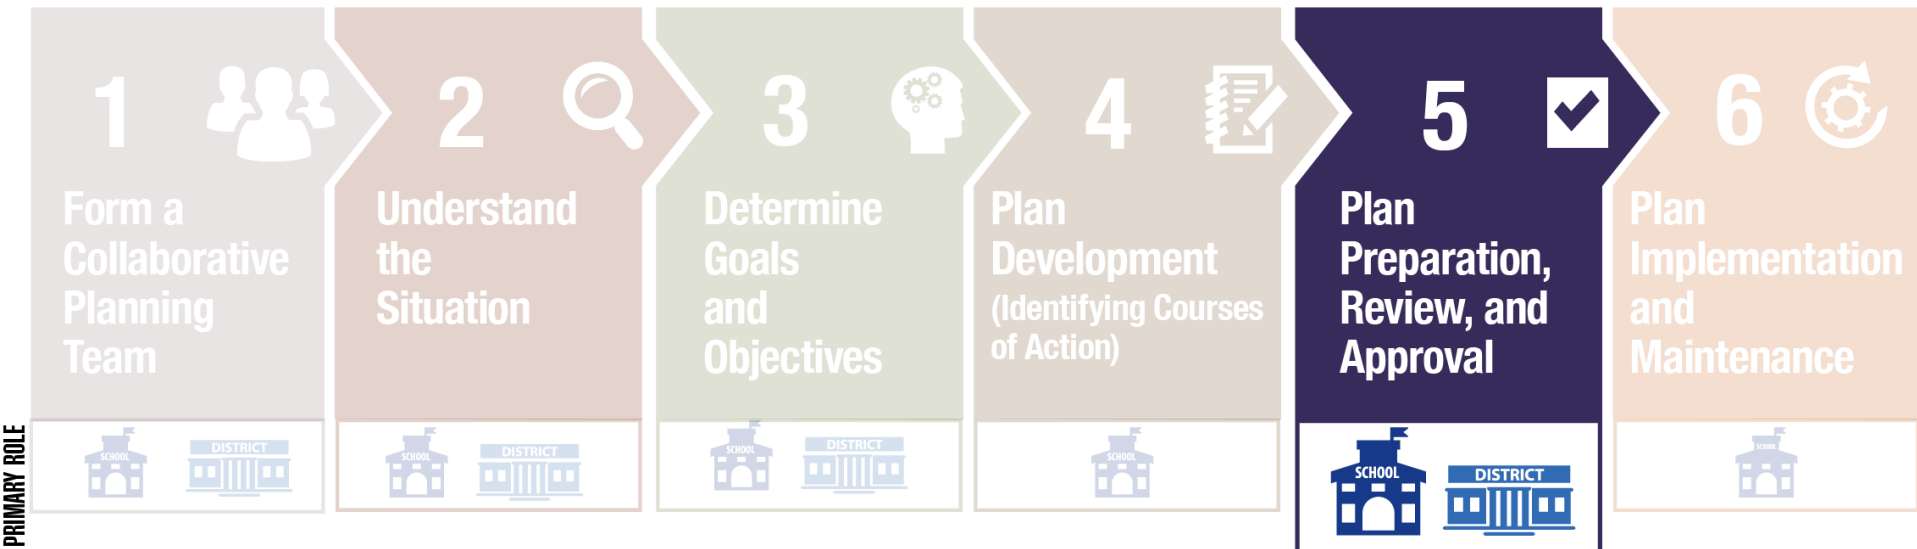 1
Form a
Collaborative
Planning
Team
SCHOOL
DISTRICT
2
Understand
the
Situation
SCHOOL
DISTRICT
3
Determine
Goals
and
Objectives
SCHOOL
DISTRICT
4
Plan
Development
(Identifying Courses
of Action)
SCHOOL
5
Plan
Preparation,
Review, and
Approval
SCHOOL
DISTRICT
6
Plan
Implementation
and
Maintenance
SCHOOL
PRIMARY ROLE